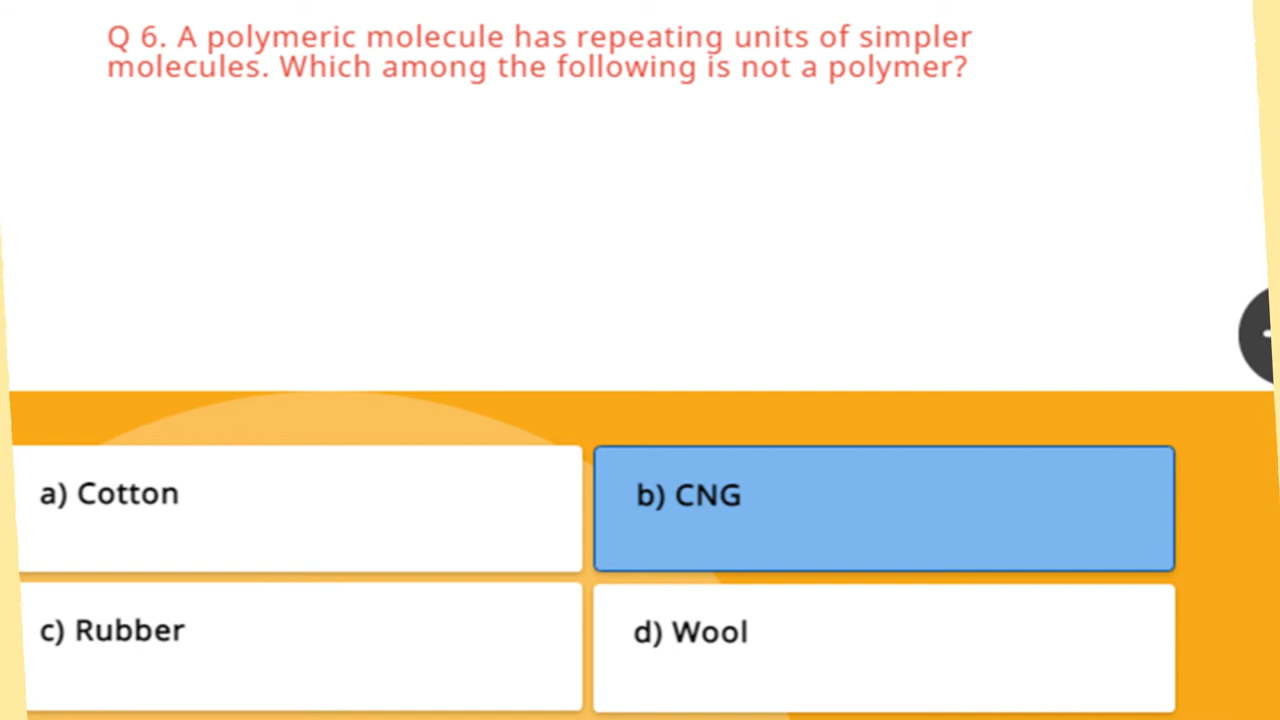 Q 6. A polymeric molecule has repeating units of simpler
molecules. Which among the following is not a polymer?
a) Cotton
b) CNG
c) Rubber
d) Wool